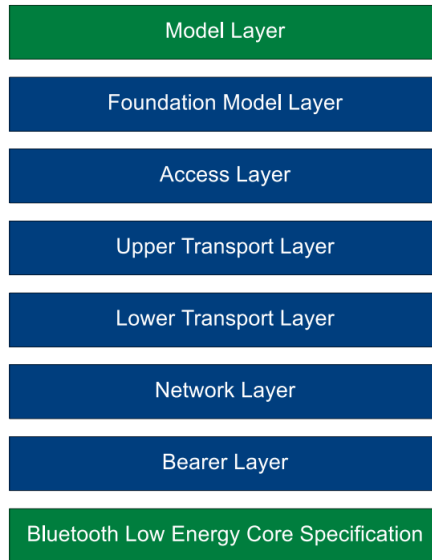 Model Layer
Foundation Model Layer
Access Layer
Upper Transport Layer
Lower Transport Layer
Network Layer
Bearer Layer
Bluetooth Low Energy Core Specification